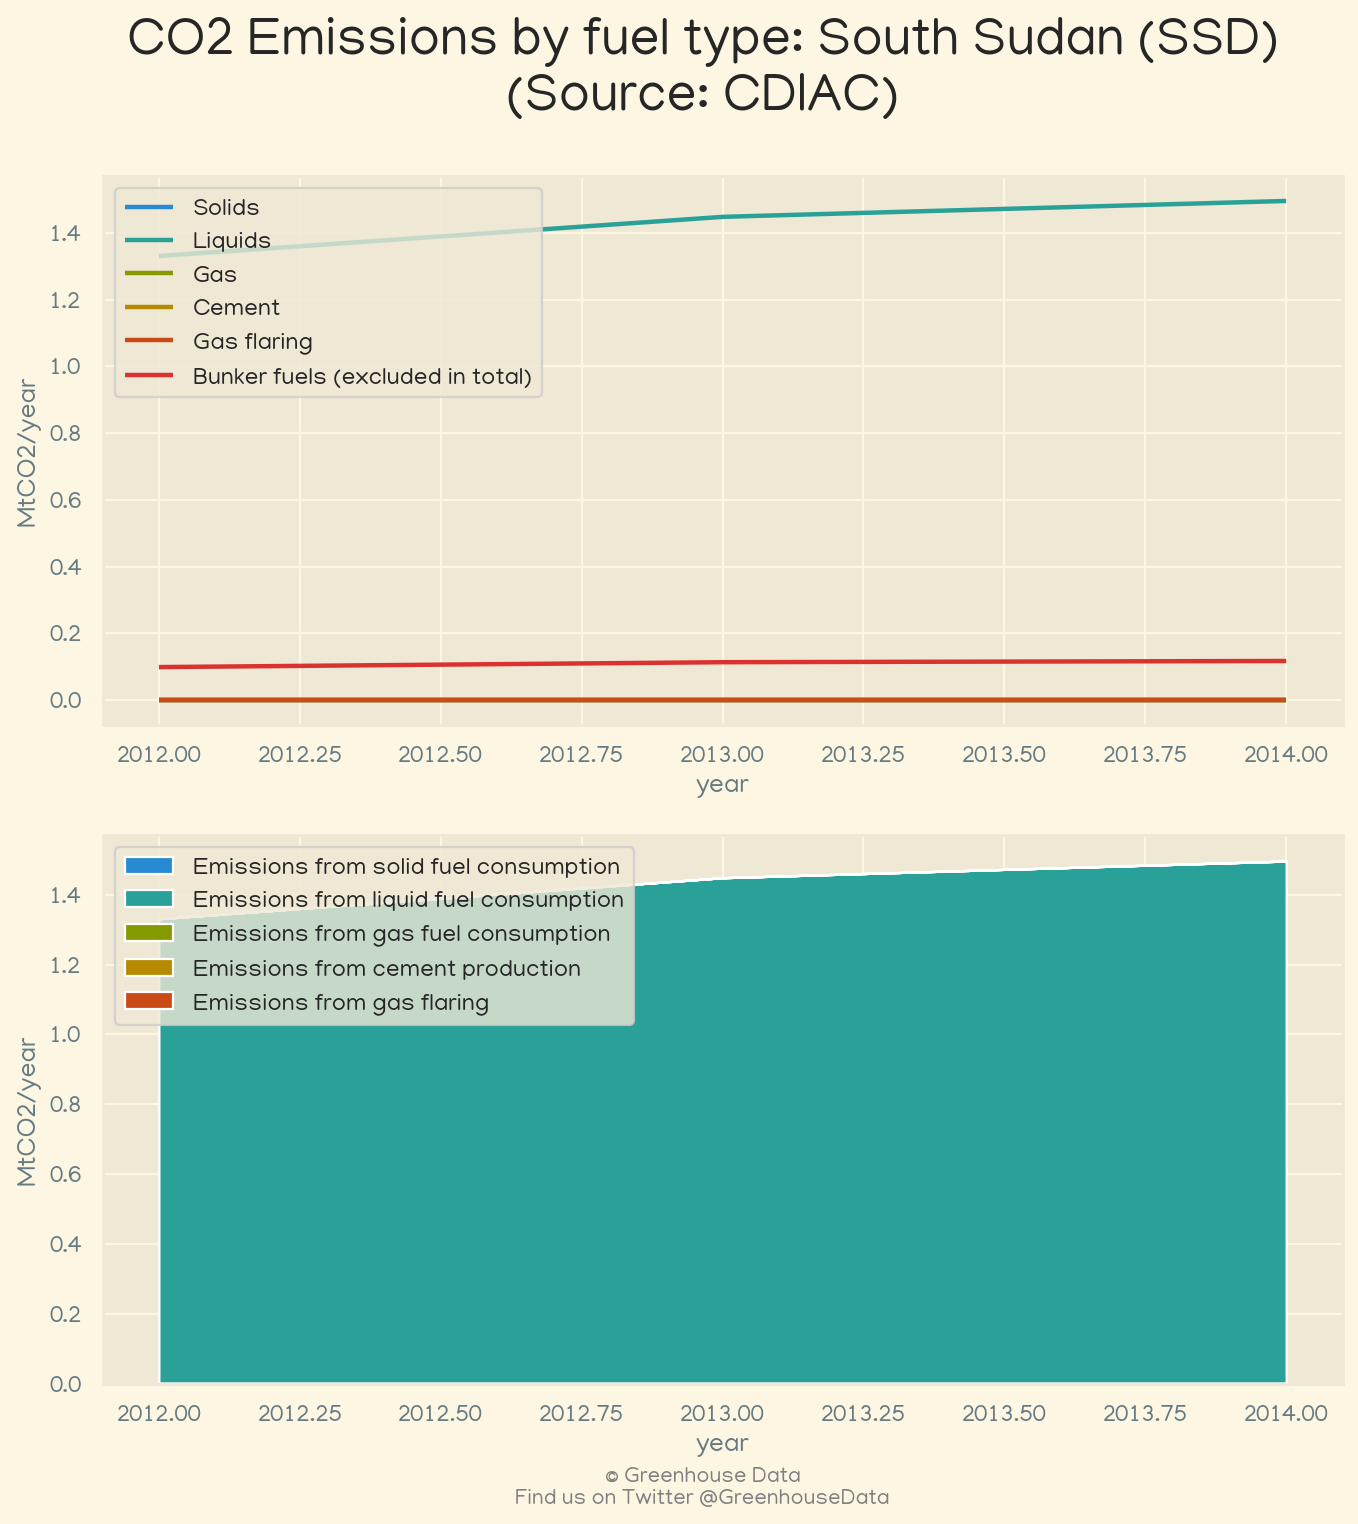 CO2 Emissions by fuel type: South Sudan (SSD)
(Source: CDIAC)
Solids
Liquids
Gas
Cement
Gas flaring
Bunker fuels (excluded in total)
MtCO2/year
1.4
1.2
1.0
0.8
0.6
0.4
0.2
0.0
2012.00 2012.25 2012.50 2012.75 2013.00 2013.25 2013.50 2013.75 2014.00
year
Emissions from solid fuel consumption
Emissions from liquid fuel consumption
Emissions from gas fuel consumption
Emissions from cement production
Emissions from gas flaring
MtCO2/year
1.4
1.2
1.0
0.8
0.6
0.4
0.2
0.0
2012.00 2012.25 2012.50 2012.75 2013.00 2013.25 2013.50 2013.75 2014.00
year
© Greenhouse Data
Find us on Twitter @GreenhouseData